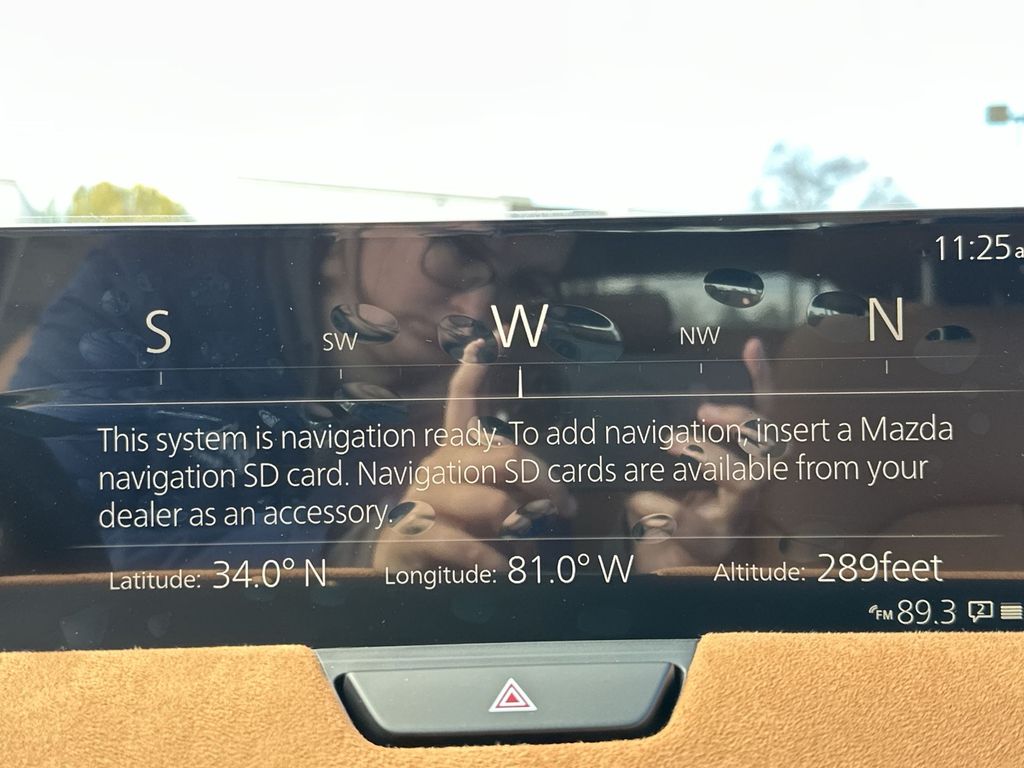 11:25a
S SW W NW N
This system is navigation ready. To add navigation, insert a Mazda
navigation SD card. Navigation SD cards are available from your
dealer as an accessory.
Latitude: 34.0° N Longitude: 81.0° W Altitude: 289feet
FM 89.3 2